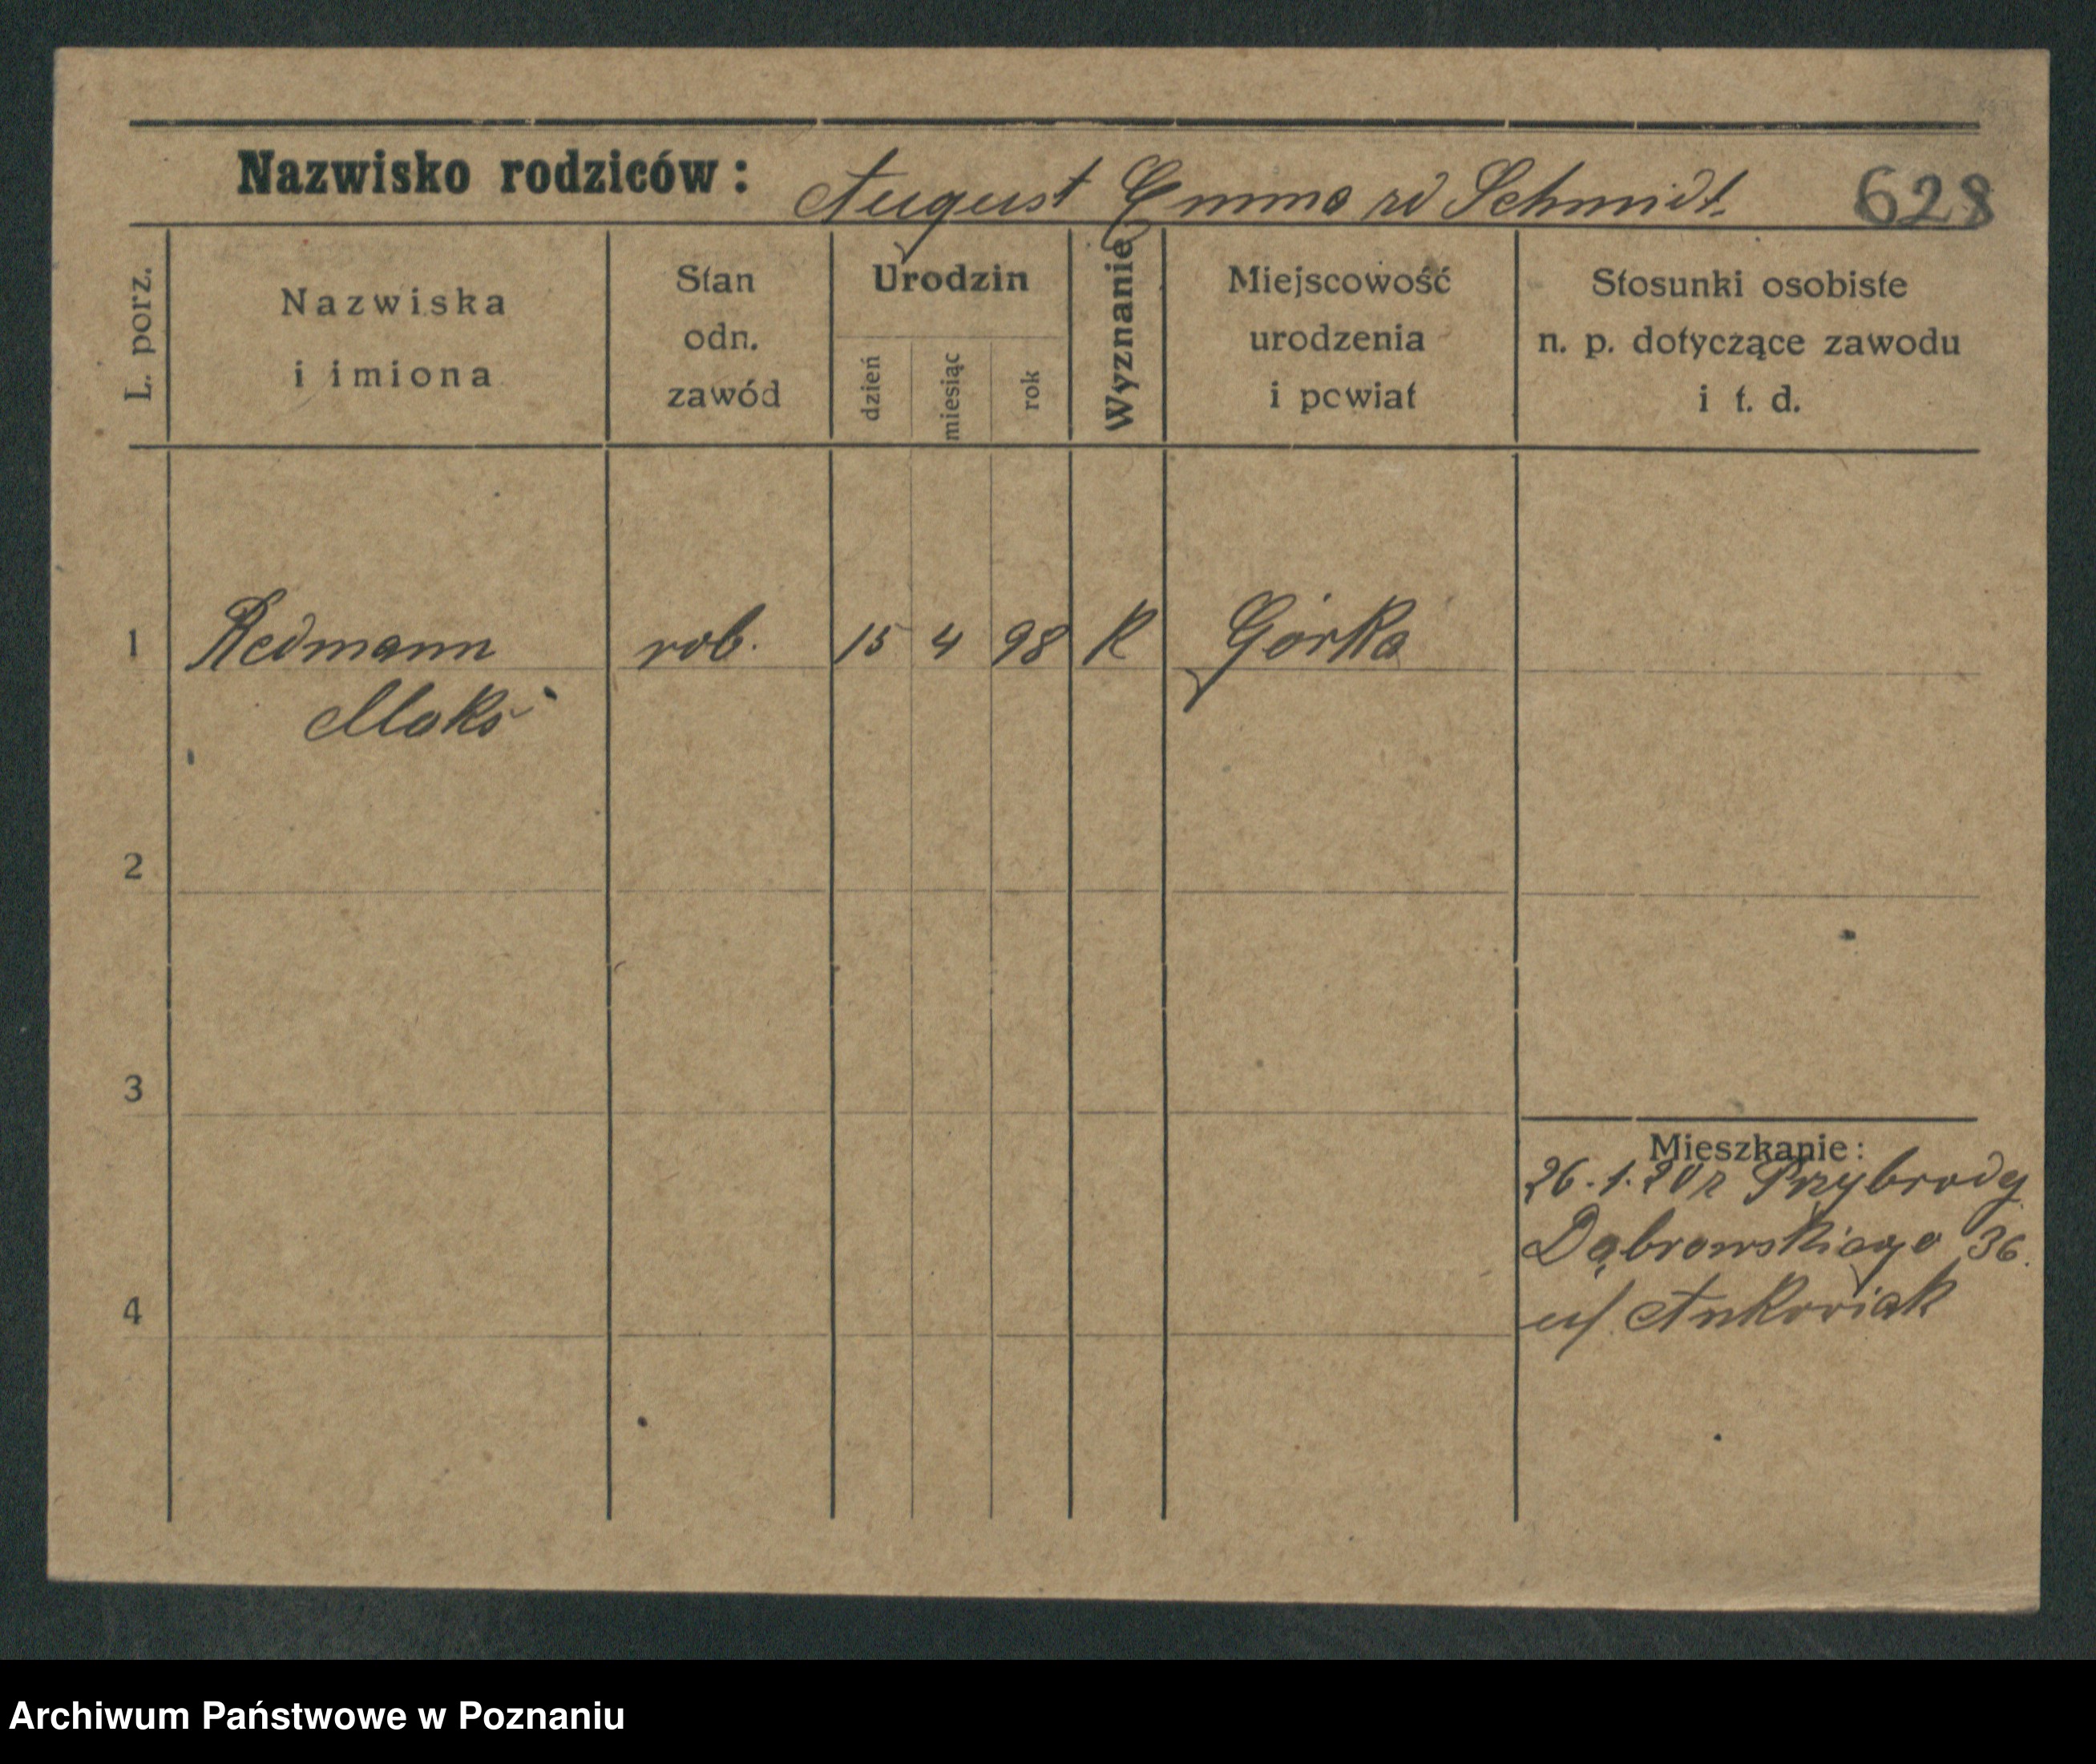 Nazwisko rodziców: August Emma rd Schmidt. 628
L. porz.
Nazwiska
i imiona
Stan
odn.
zawód
Urodzin
dzień
miesiąc
rok
Wyznanie
Miejscowość
urodzenia
i powiat
Stosunki osobiste
n. p. dotyczące zawodu
i t. d.
1 Redmann rob. 15 4 98 K Górka
Maks
2
3
Mieszkanie:
26.1.20 r Przybrody
Dąbrowskiego 36.
4
u/
Archiwum Państwowe w Poznaniu